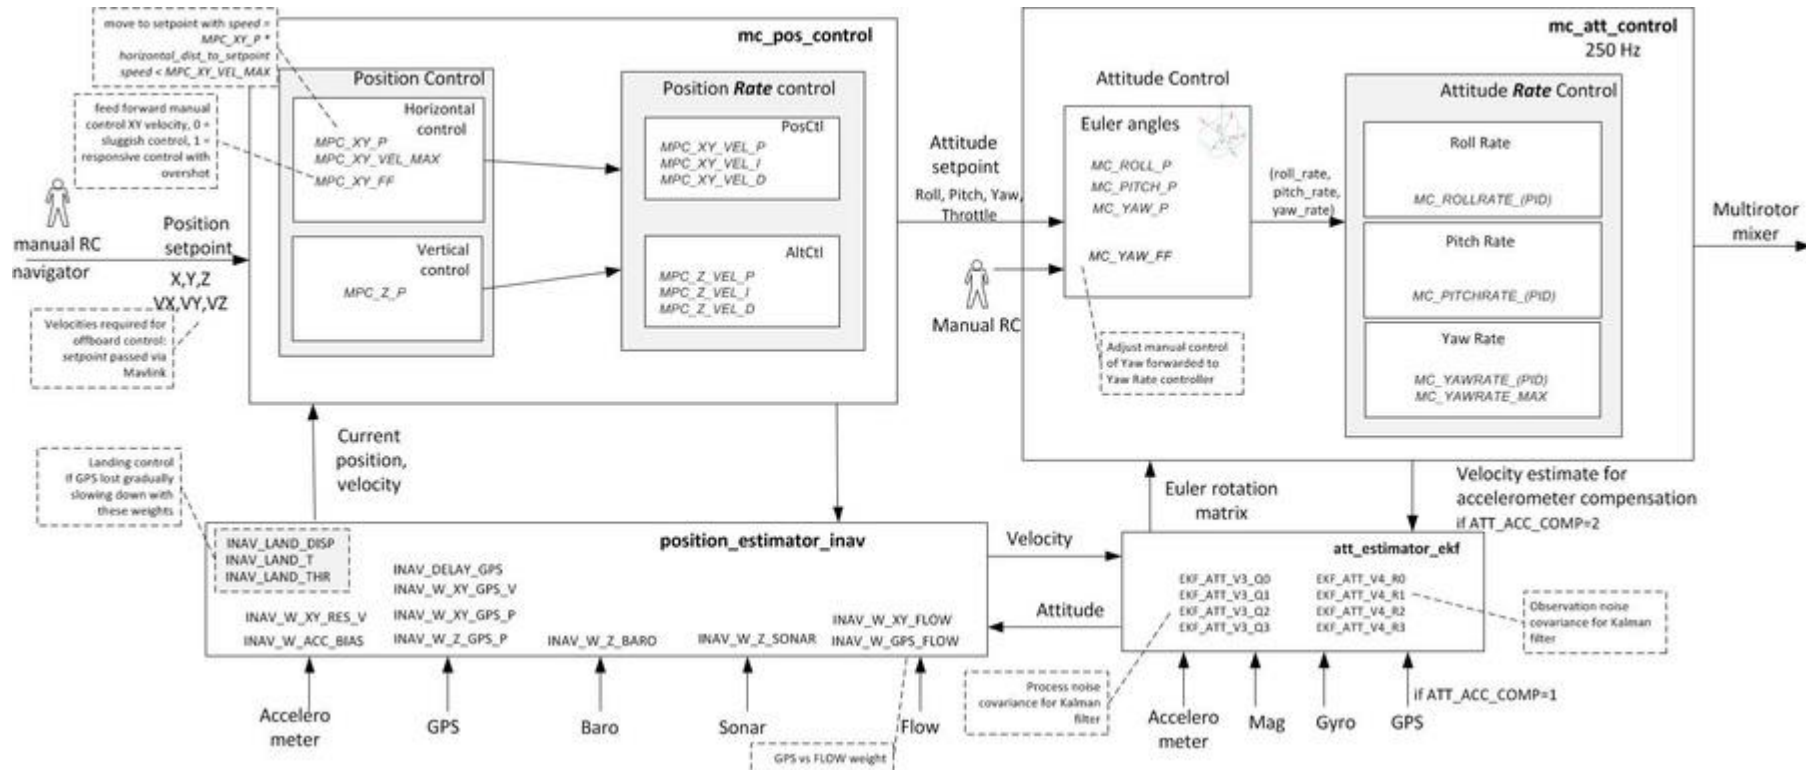 move to setpoint with speed =
MPC_XY_P *
horizontal_dist_to_setpoint
speed < MPC_XY_VEL_MAX
feed forward manual
control XY velocity, 0 =
sluggish control, 1 =
responsive control with
overshot
manual RC
navigator
Position
setpoint
X,Y,Z
VX,VY,VZ
Velocities required for
offboard control:
setpoint passed via
Mavlink
mc_pos_control
Position Control
Horizontal
control
MPC_XY_P
MPC_XY_VEL_MAX
MPC_XY_FF
Vertical
control
MPC_Z_P
Position Rate control
PosCtl
MPC_XY_VEL_P
MPC_XY_VEL_I
MPC_XY_VEL_D
AltCtl
MPC_Z_VEL_P
MPC_Z_VEL_I
MPC_Z_VEL_D
Attitude
setpoint
Roll, Pitch, Yaw,
Throttle
Manual RC
mc_att_control
250 Hz
Attitude Control
Euler angles
MC_ROLL_P
MC_PITCH_P
MC_YAW_P
MC_YAW_FF
Adjust manual control
of Yaw forwarded to
Yaw Rate controller
(roll_rate,
pitch_rate,
yaw_rate)
Attitude Rate Control
Roll Rate
MC_ROLLRATE_(PID)
Pitch Rate
MC_PITCHRATE_(PID)
Yaw Rate
MC_YAWRATE_(PID)
MC_YAWRATE_MAX
Multirotor
mixer
Landing control
if GPS lost gradually
slowing down with
these weights
Current
position,
velocity
position_estimator_inav
INAV_LAND_DISP
INAV_LAND_T
INAV_LAND_THR
INAV_W_XY_RES_V
INAV_W_ACC_BIAS
INAV_DELAY_GPS
INAV_W_XY_GPS_V
INAV_W_XY_GPS_P
INAV_W_Z_GPS_P
INAV_W_Z_BARO
INAV_W_Z_SONAR
INAV_W_XY_FLOW
INAV_W_GPS_FLOW
Accelero
meter
GPS
Baro
Sonar
Flow
GPS vs FLOW weight
Velocity
Attitude
Euler rotation
matrix
Velocity estimate for
accelerometer compensation
if ATT_ACC_COMP=2
att_estimator_ekf
EKF_ATT_V3_Q0
EKF_ATT_V3_Q1
EKF_ATT_V3_Q2
EKF_ATT_V3_Q3
EKF_ATT_V4_R0
EKF_ATT_V4_R1
EKF_ATT_V4_R2
EKF_ATT_V4_R3
Observation noise
covariance for Kalman
filter
Process noise
covariance for Kalman
filter
Accelero
meter
Mag
Gyro
GPS
if ATT_ACC_COMP=1